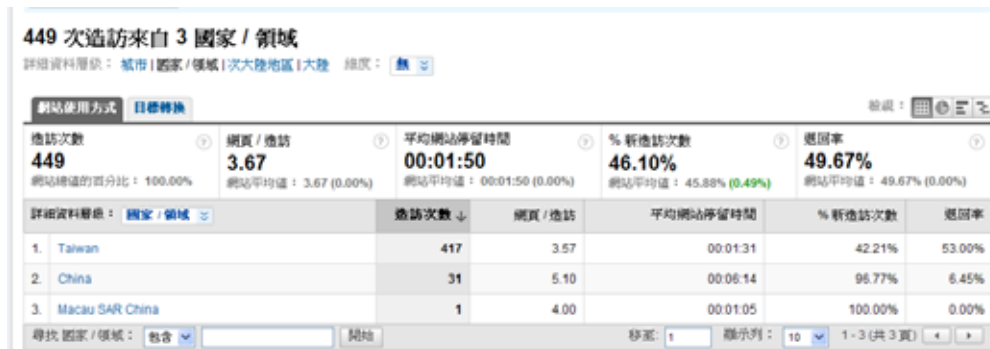 449 次造訪來自 3 國家 / 領域
詳細資料層級： 城市 | 國家 / 領域 | 次大陸地區 | 大陸 維度： 無
網站使用方式 目標轉換 檢視：
造訪次數 網頁 / 造訪 平均網站停留時間 % 新造訪次數 退回率
449 3.67 00:01:50 46.10% 49.67%
網站總值的百分比： 100.00% 網站平均值： 3.67 (0.00%) 網站平均值： 00:01:50 (0.00%) 網站平均值： 45.88% (0.49%) 網站平均值： 49.67% (0.00%)
詳細資料層級： 國家 / 領域 造訪次數 ↓ 網頁 / 造訪 平均網站停留時間 % 新造訪次數 退回率
1. Taiwan 417 3.57 00:01:31 42.21% 53.00%
2. China 31 5.10 00:06:14 96.77% 6.45%
3. Macau SAR China 1 4.00 00:01:05 100.00% 0.00%
尋找 國家 / 領域： 包含 開始 移至: 1 顯示列： 10 1 - 3 (共 3 頁)